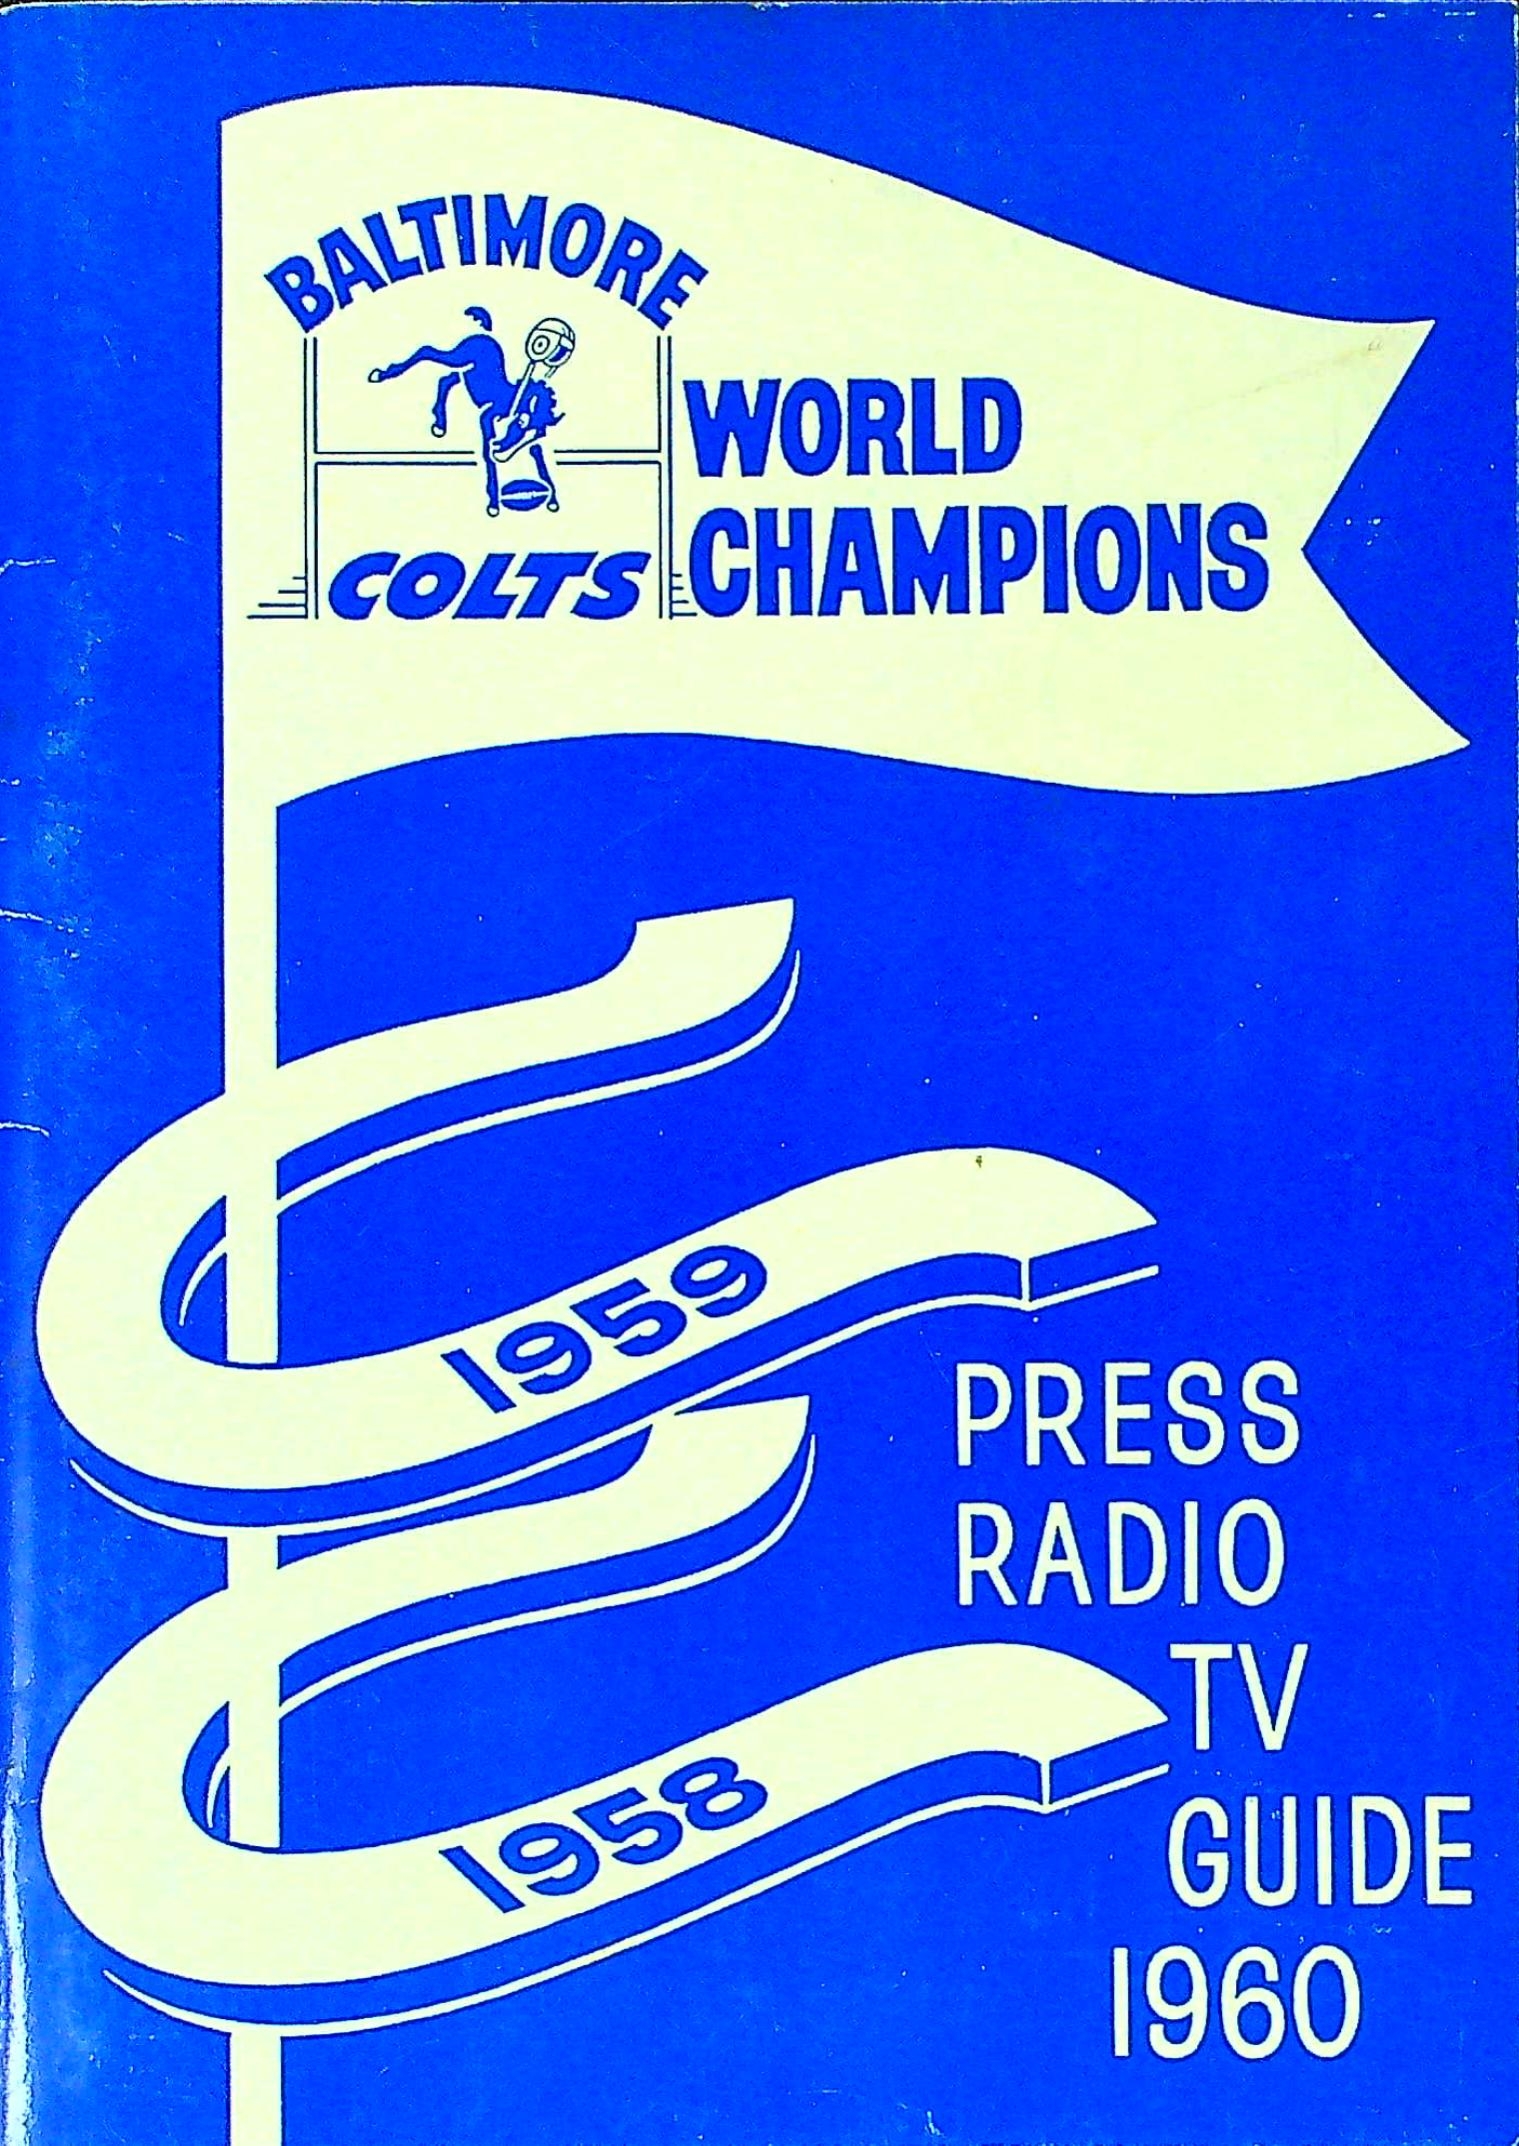 BALTIMORE
COLTS
WORLD
CHAMPIONS
1959
1958
PRESS
RADIO
TV
GUIDE
1960